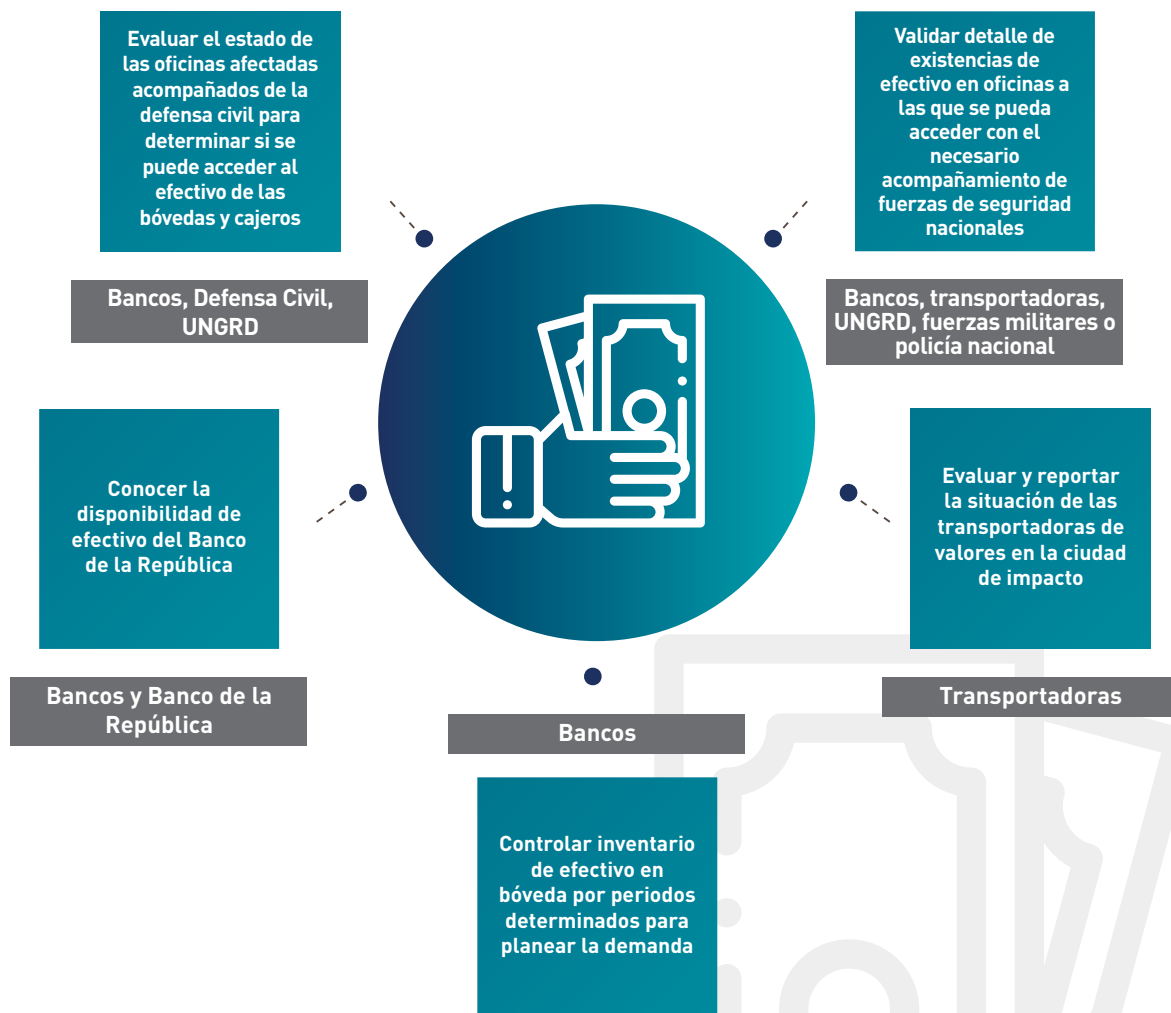 Evaluar el estado de
las oficinas afectadas
acompañados de la
defensa civil para
determinar si se
puede acceder al
efectivo de las
bóvedas y cajeros
Bancos, Defensa Civil,
UNGRD
Validar detalle de
existencias de
efectivo en oficinas a
las que se pueda
acceder con el
necesario
acompañamiento de
fuerzas de seguridad
nacionales
Bancos, transportadoras,
UNGRD, fuerzas militares o
policía nacional
Conocer la
disponibilidad de
efectivo del Banco
de la República
Bancos y Banco de la
República
Evaluar y reportar
la situación de las
transportadoras de
valores en la ciudad
de impacto
Transportadoras
Bancos
Controlar inventario
de efectivo en
bóveda por periodos
determinados para
planear la demanda